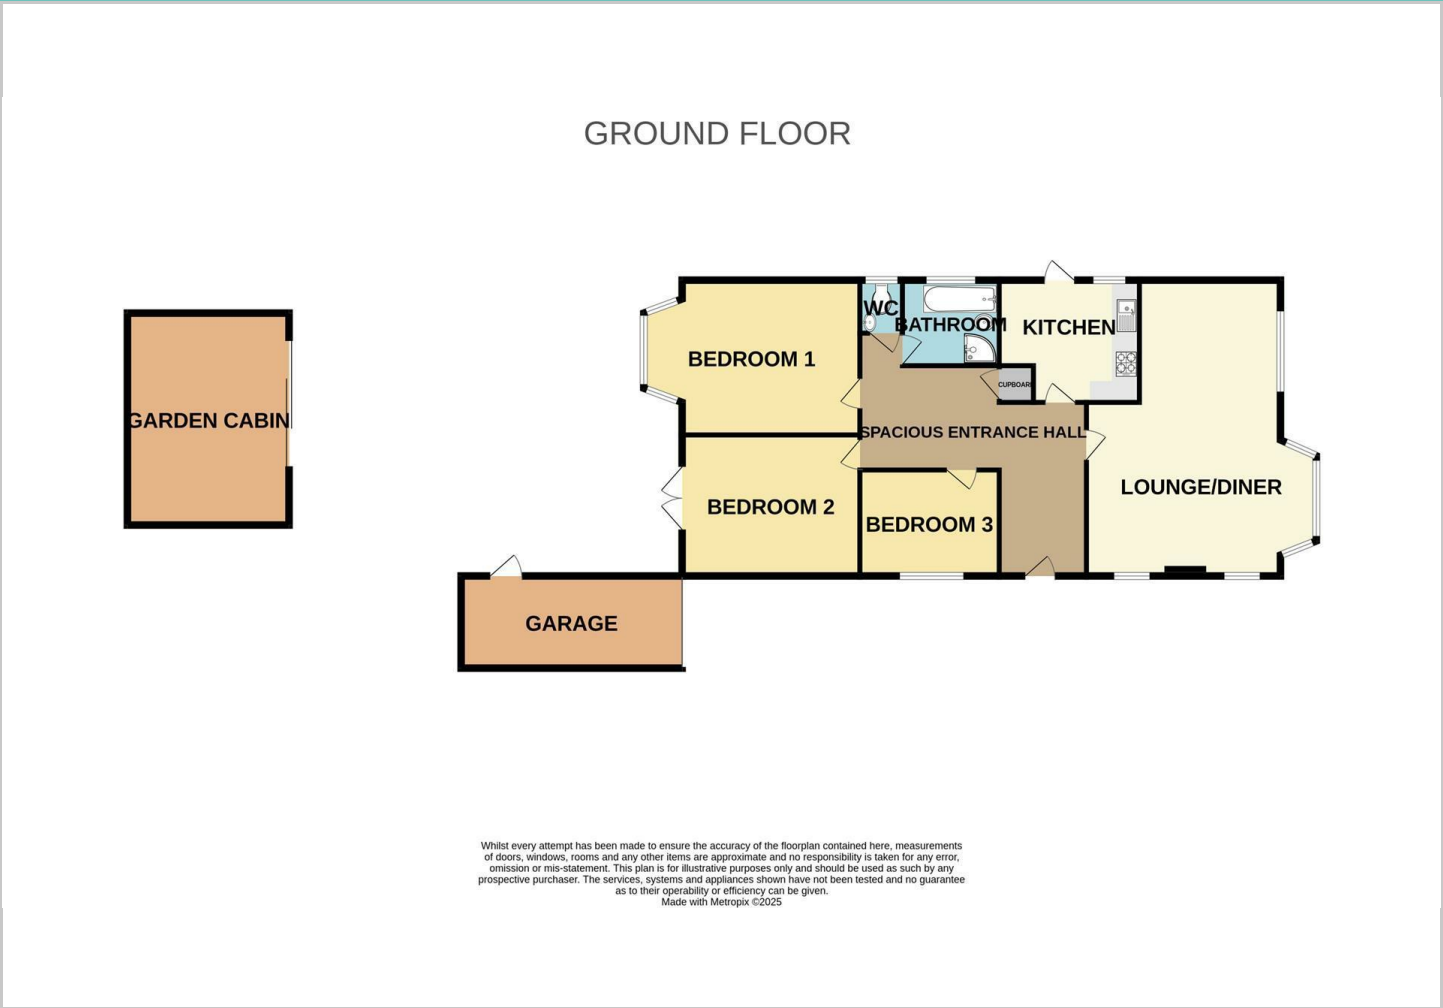 GROUND FLOOR
WC
BATHROOM
KITCHEN
BEDROOM 1
CUPBOARD
GARDEN CABIN
SPACIOUS ENTRANCE HALL
LOUNGE/DINER
BEDROOM 2
BEDROOM 3
GARAGE
Whilst every attempt has been made to ensure the accuracy of the floorplan contained here, measurements
of doors, windows, rooms and any other items are approximate and no responsibility is taken for any error,
omission or mis-statement. This plan is for illustrative purposes only and should be used as such by any
prospective purchaser. The services, systems and appliances shown have not been tested and no guarantee
as to their operability or efficiency can be given.
Made with Metropix ©2025